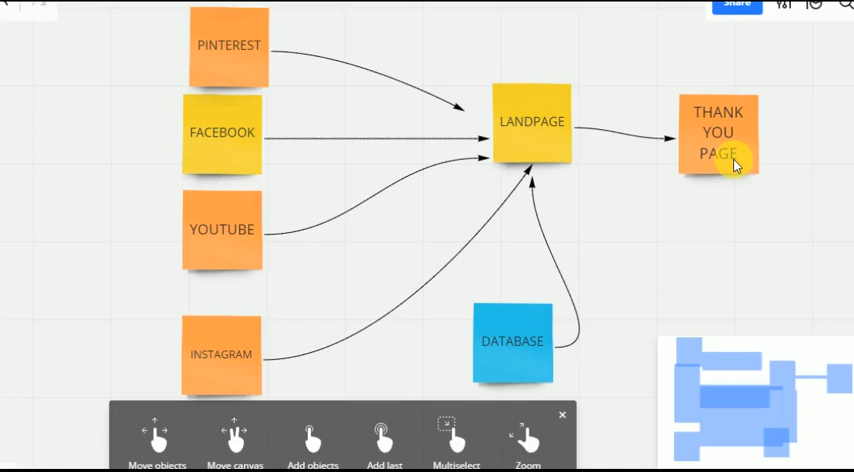 Share
PINTEREST
FACEBOOK
LANDPAGE
THANK
YOU
PAGE
YOUTUBE
INSTAGRAM
DATABASE
Move objects
Move canvas
Add objects
Add last
Multiselect
Zoom